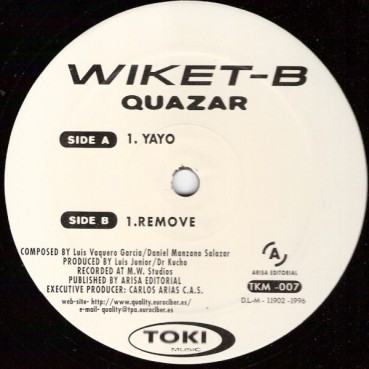 WIKET-B
QUAZAR
SIDE A 1. YAYO
SIDE B 1.REMOVE
COMPOSED BY Luis Vaquero Garcia/Daniel Manzano Salazar
PRODUCED BY Luis Junior/Dr Kucho
RECORDED AT M.W. Studios
PUBLISHED BY ARISA EDITORIAL
EXECUTIVE PRODUCER: CARLOS ARIAS C.A.S.
web-site- http://www.quality.eurociber.es/
e-mail- quality@tpa.eurociber.es
A
ARISA EDITORIAL
TKM -007
D.L-M- 11902 -1996
TOKI
MUSIC